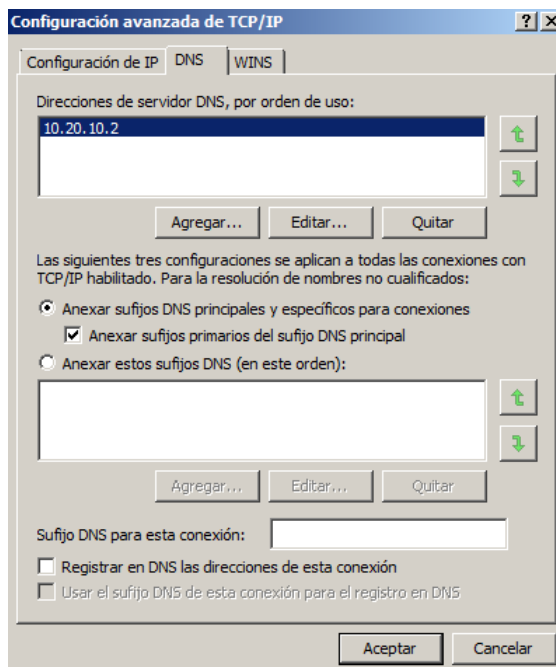 Configuración avanzada de TCP/IP
Configuración de IP DNS WINS
Direcciones de servidor DNS, por orden de uso:
10.20.10.2
Agregar... Editar... Quitar
Las siguientes tres configuraciones se aplican a todas las conexiones con
TCP/IP habilitado. Para la resolución de nombres no cualificados:
Anexar sufijos DNS principales y específicos para conexiones
Anexar sufijos primarios del sufijo DNS principal
Anexar estos sufijos DNS (en este orden):
Agregar... Editar... Quitar
Sufijo DNS para esta conexión:
Registrar en DNS las direcciones de esta conexión
Usar el sufijo DNS de esta conexión para el registro en DNS
Aceptar Cancelar